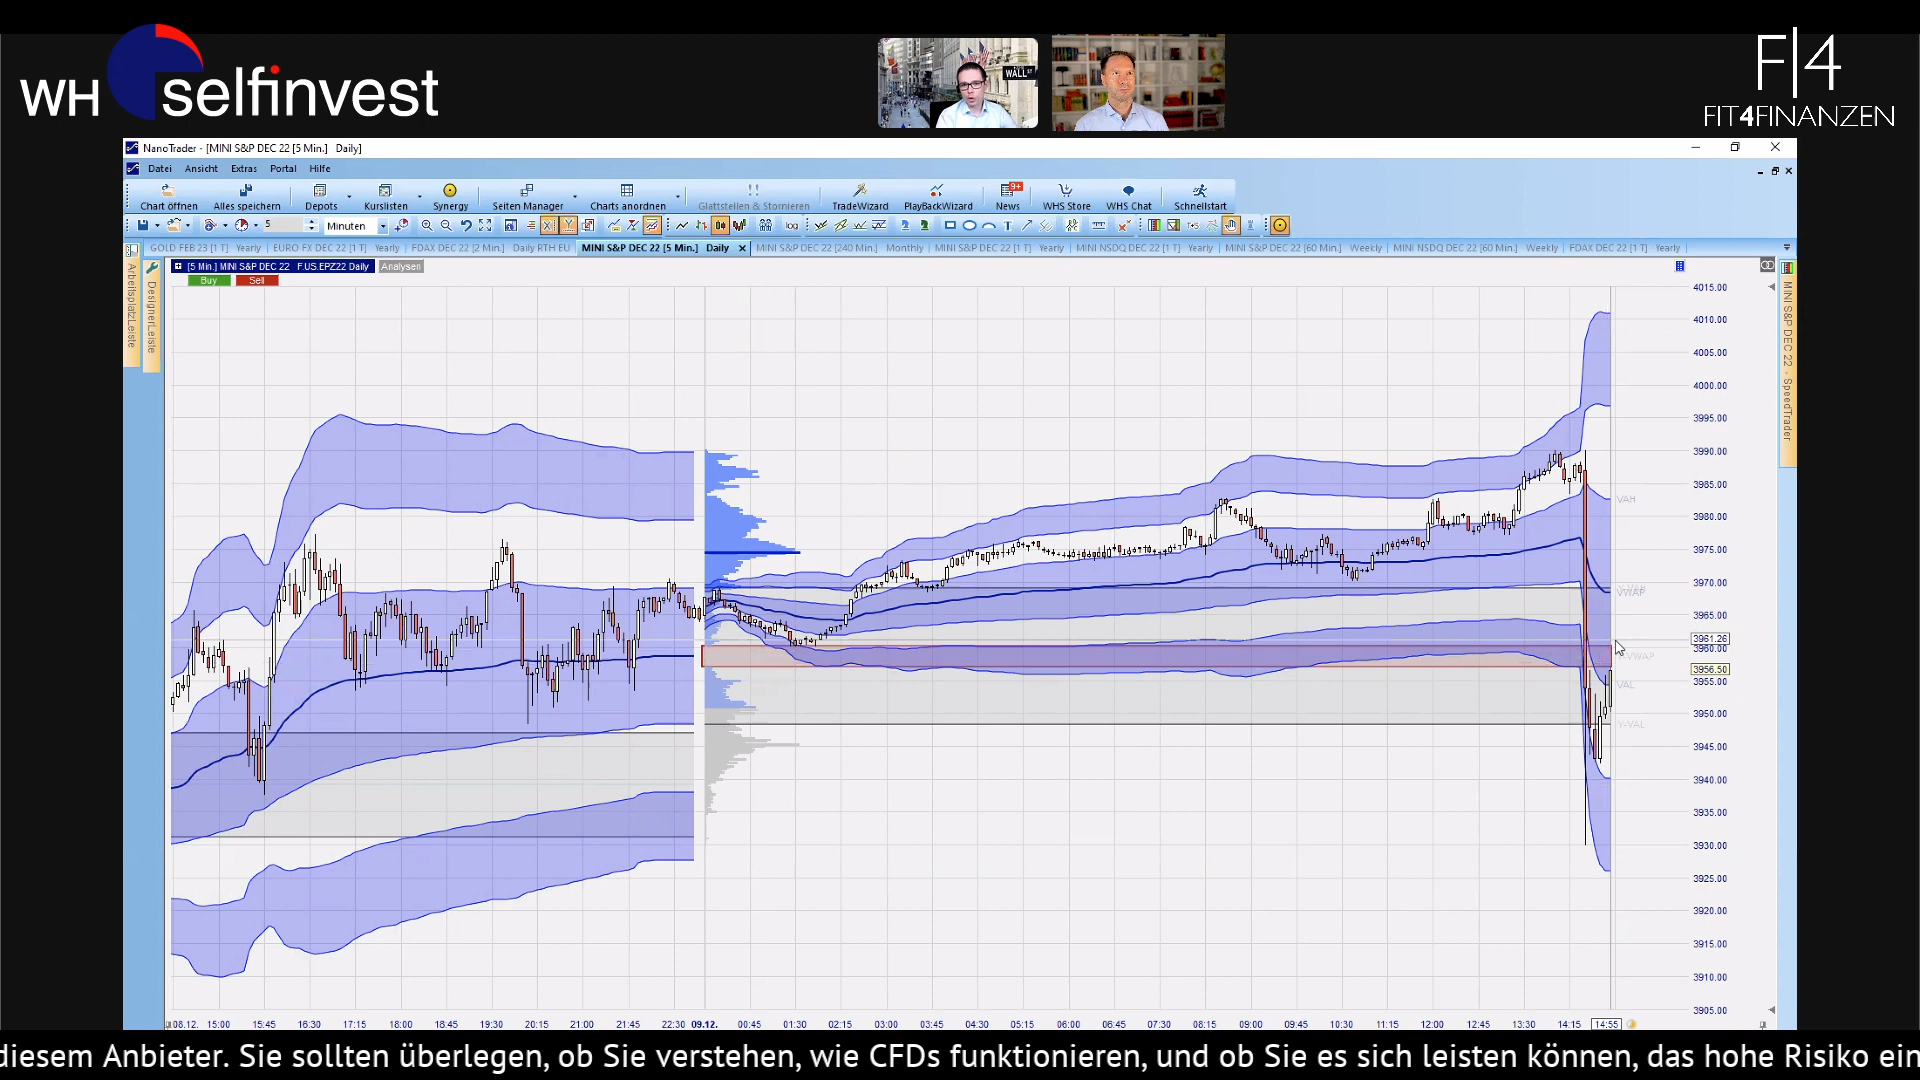 WH selfinvest
WALL ST
F|4
FIT4FINANZEN
NanoTrader - [MINI S&P DEC 22 [5 Min.]   Daily]
Datei Ansicht Extras Portal Hilfe
Chart öffnen Alles speichern Depots Kurslisten Synergy Seiten Manager Charts anordnen Glattstellen & Stornieren TradeWizard PlayBackWizard 9+ News WHS Store WHS Chat Schnellstart
5 Minuten log
GOLD FEB 23 [1 T] Yearly EURO FX DEC 22 [1 T] Yearly FDAX DEC 22 [2 Min.] Daily RTH EU MINI S&P DEC 22 [5 Min.] Daily MINI S&P DEC 22 [240 Min.] Monthly MINI S&P DEC 22 [1 T] Yearly MINI NSDQ DEC 22 [1 T] Yearly MINI S&P DEC 22 [60 Min.] Weekly MINI NSDQ DEC 22 [60 Min.] Weekly FDAX DEC 22 [1 T] Yearly
[5 Min.] MINI S&P DEC 22 F.US.EPZ22 Daily Analysen
Buy Sell
ArbeitsplatzLeiste
DesignerLeiste
MINI S&P DEC 22 - SpeedTrader
4015.00
4010.00
4005.00
4000.00
3995.00
3990.00
3985.00
VAH
3980.00
3975.00
3970.00
VWAP
3965.00
3961.26
3960.00
3956.50
3955.00
VAL
3950.00
Y-VAL
3945.00
3940.00
3935.00
3930.00
3925.00
3920.00
3915.00
3910.00
3905.00
08.12. 15:00 15:45 16:30 17:15 18:00 18:45 19:30 20:15 21:00 21:45 22:30 09.12. 00:45 01:30 02:15 03:00 03:45 04:30 05:15 06:00 06:45 07:30 08:15 09:00 09:45 10:30 11:15 12:00 12:45 13:30 14:15 14:55
diesem Anbieter. Sie sollten überlegen, ob Sie verstehen, wie CFDs funktionieren, und ob Sie es sich leisten können, das hohe Risiko ein